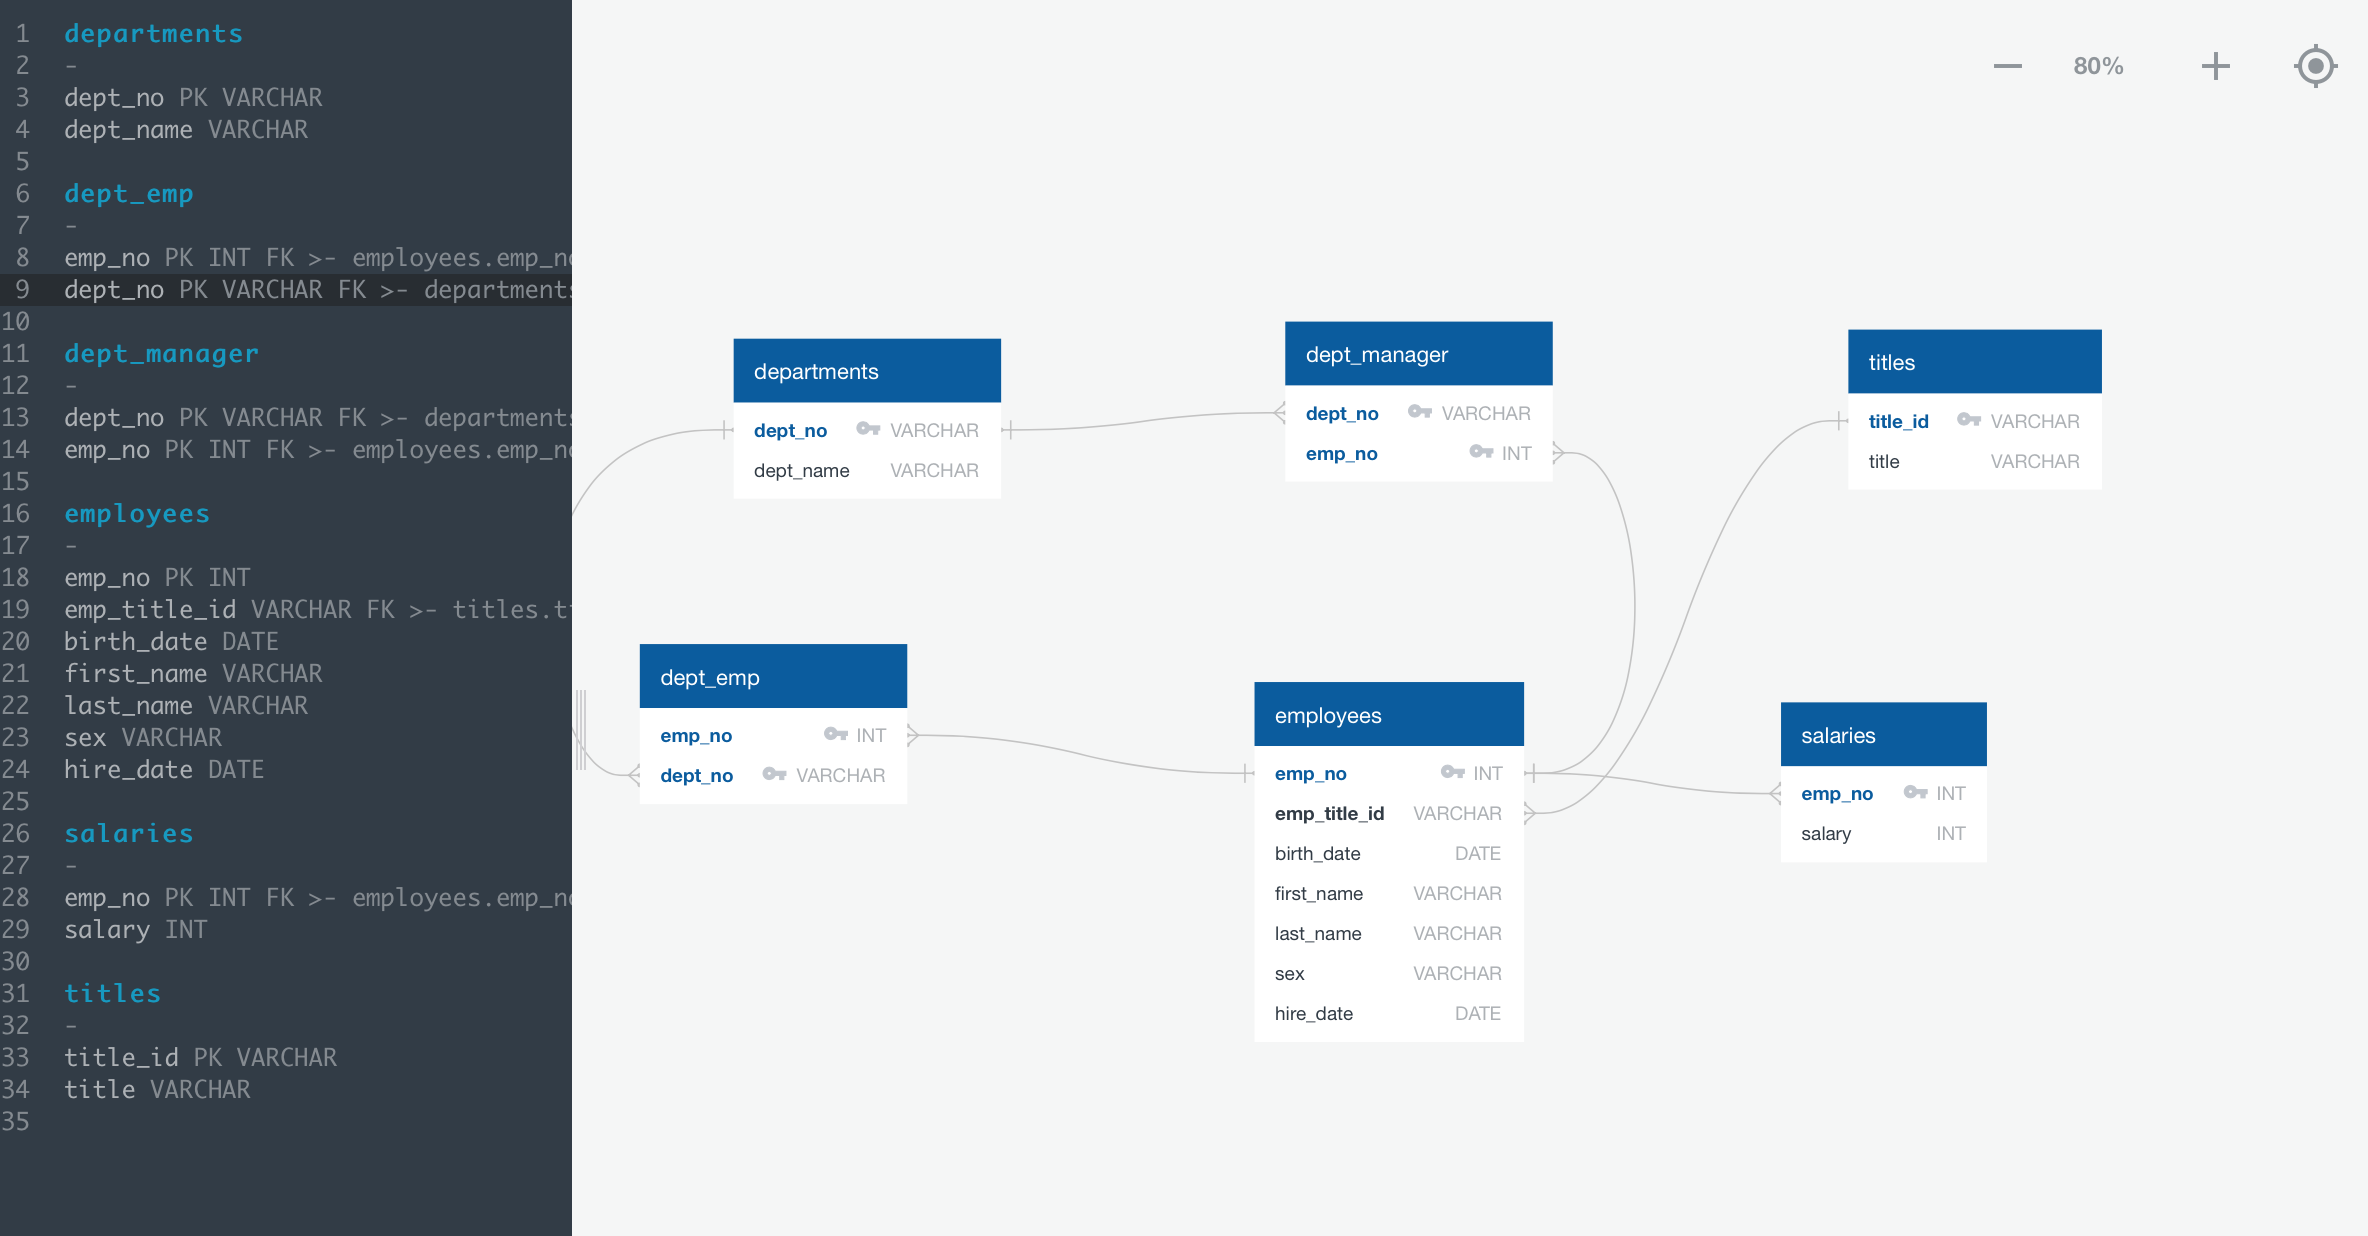 1 departments
2 -
3 dept_no PK VARCHAR
4 dept_name VARCHAR
5
6 dept_emp
7 -
8 emp_no PK INT FK >- employees.emp_no
9 dept_no PK VARCHAR FK >- departments
10
11 dept_manager
12 -
13 dept_no PK VARCHAR FK >- departments
14 emp_no PK INT FK >- employees.emp_no
15
16 employees
17 -
18 emp_no PK INT
19 emp_title_id VARCHAR FK >- titles.ti
20 birth_date DATE
21 first_name VARCHAR
22 last_name VARCHAR
23 sex VARCHAR
24 hire_date DATE
25
26 salaries
27 -
28 emp_no PK INT FK >- employees.emp_no
29 salary INT
30
31 titles
32 -
33 title_id PK VARCHAR
34 title VARCHAR
35
80%
departments
dept_no VARCHAR
dept_name VARCHAR
dept_manager
dept_no VARCHAR
emp_no INT
titles
title_id VARCHAR
title VARCHAR
dept_emp
emp_no INT
dept_no VARCHAR
employees
emp_no INT
emp_title_id VARCHAR
birth_date DATE
first_name VARCHAR
last_name VARCHAR
sex VARCHAR
hire_date DATE
salaries
emp_no INT
salary INT